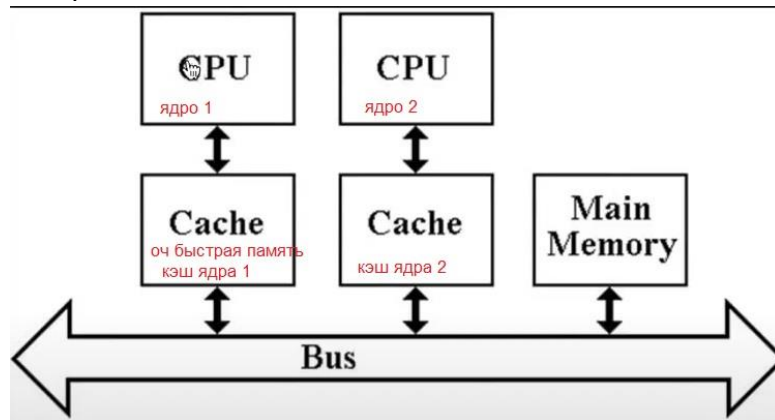 CPU
ядро 1
CPU
ядро 2
Cache
оч быстрая память
кэш ядра 1
Cache
кэш ядра 2
Main
Memory
Bus